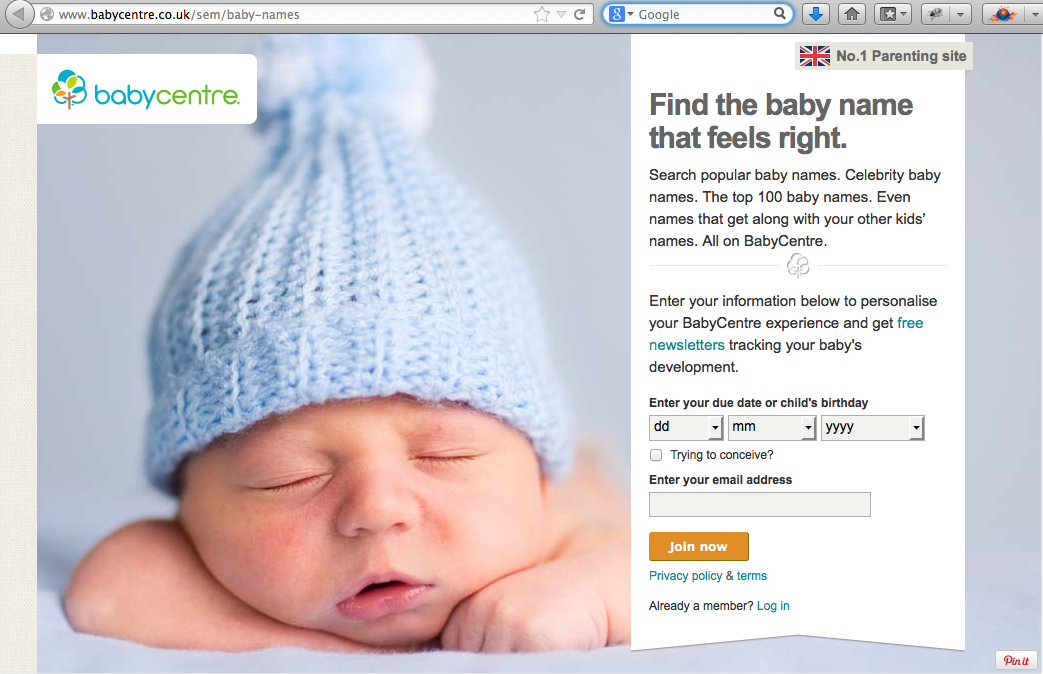 www.babycentre.co.uk/sem/baby-names
Google
babycentre
No.1 Parenting site
Find the baby name
that feels right.
Search popular baby names. Celebrity baby
names. The top 100 baby names. Even
names that get along with your other kids'
names. All on BabyCentre.
Enter your information below to personalise
your BabyCentre experience and get free
newsletters tracking your baby's
development.
Enter your due date or child's birthday
dd mm yyyy
Trying to conceive?
Enter your email address
Join now
Privacy policy & terms
Already a member? Log in
Pin it